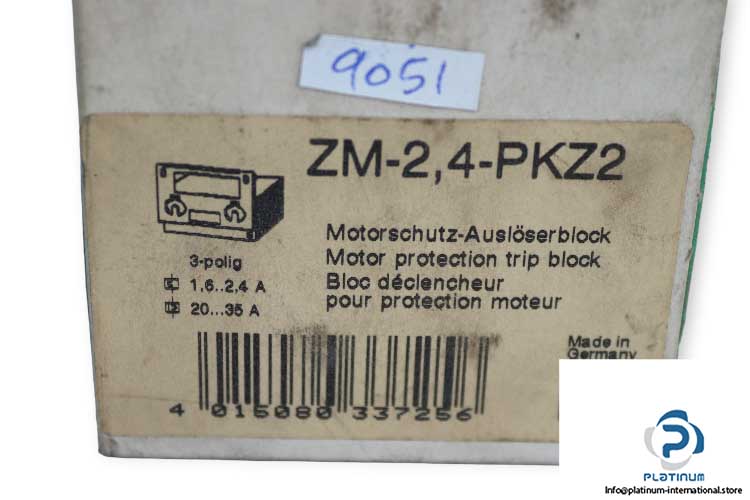 9051
ZM-2,4-PKZ2
Motorschutz-Auslöserblock
Motor protection trip block
Bloc déclencheur
pour protection moteur
3-polig
1,6..2,4 A
20...35 A
Made in
Germany
4 015080 337256
PLATINUM
Info@platinum-international.store